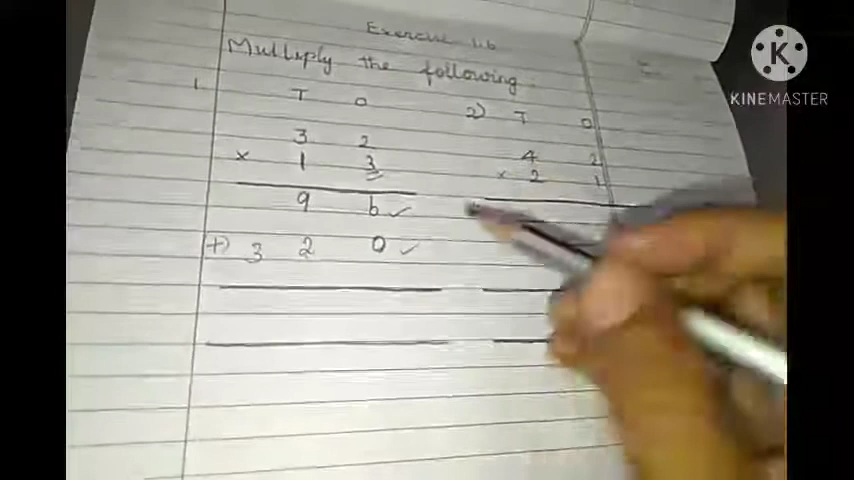 Exercise 1.6
Multiply the following.
1 T O
3 2
× 1 3
9 6 ✓
+) 3 2 0 ✓
2) T O
4 2
× 2 1
K
KINEMASTER